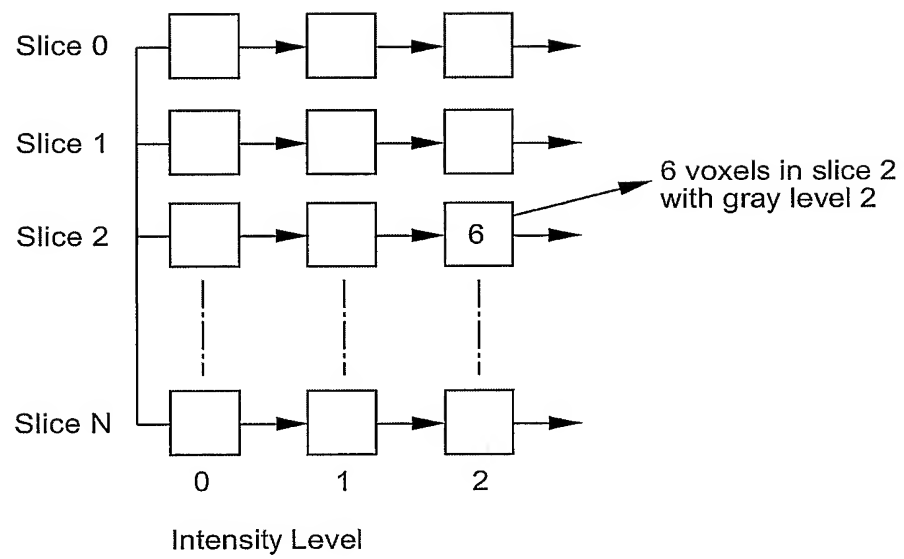 Slice 0
Slice 1
6 voxels in slice 2
with gray level 2
Slice 2
6
Slice N
0 1 2
Intensity Level